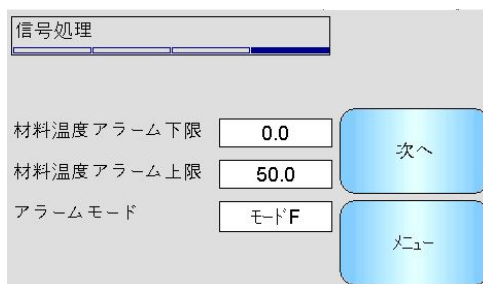 信号処理
材料温度アラーム下限 0.0
次へ
材料温度アラーム上限 50.0
アラームモード モードF
メニュー